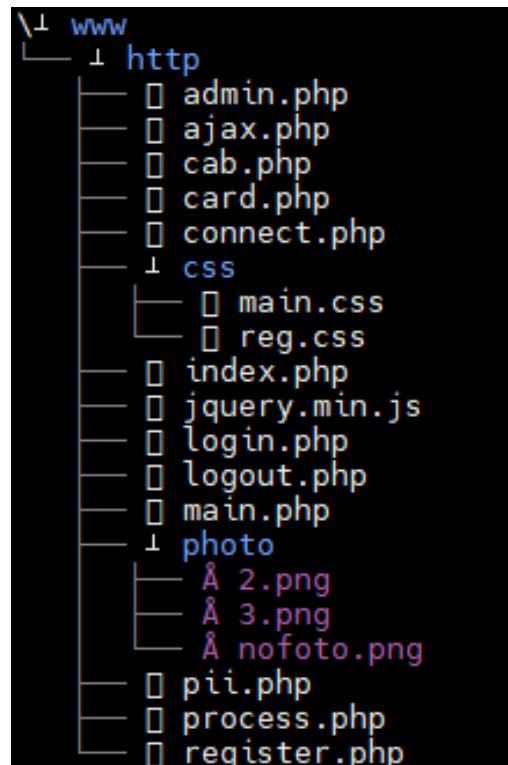 \┴ www
└── ┴ http
├── ▯ admin.php
├── ▯ ajax.php
├── ▯ cab.php
├── ▯ card.php
├── ▯ connect.php
├── ┴ css
│ ├── ▯ main.css
│ └── ▯ reg.css
├── ▯ index.php
├── ▯ jquery.min.js
├── ▯ login.php
├── ▯ logout.php
├── ▯ main.php
├── ┴ photo
│ ├── Å 2.png
│ ├── Å 3.png
│ └── Å nofoto.png
├── ▯ pii.php
├── ▯ process.php
└── ▯ register.php